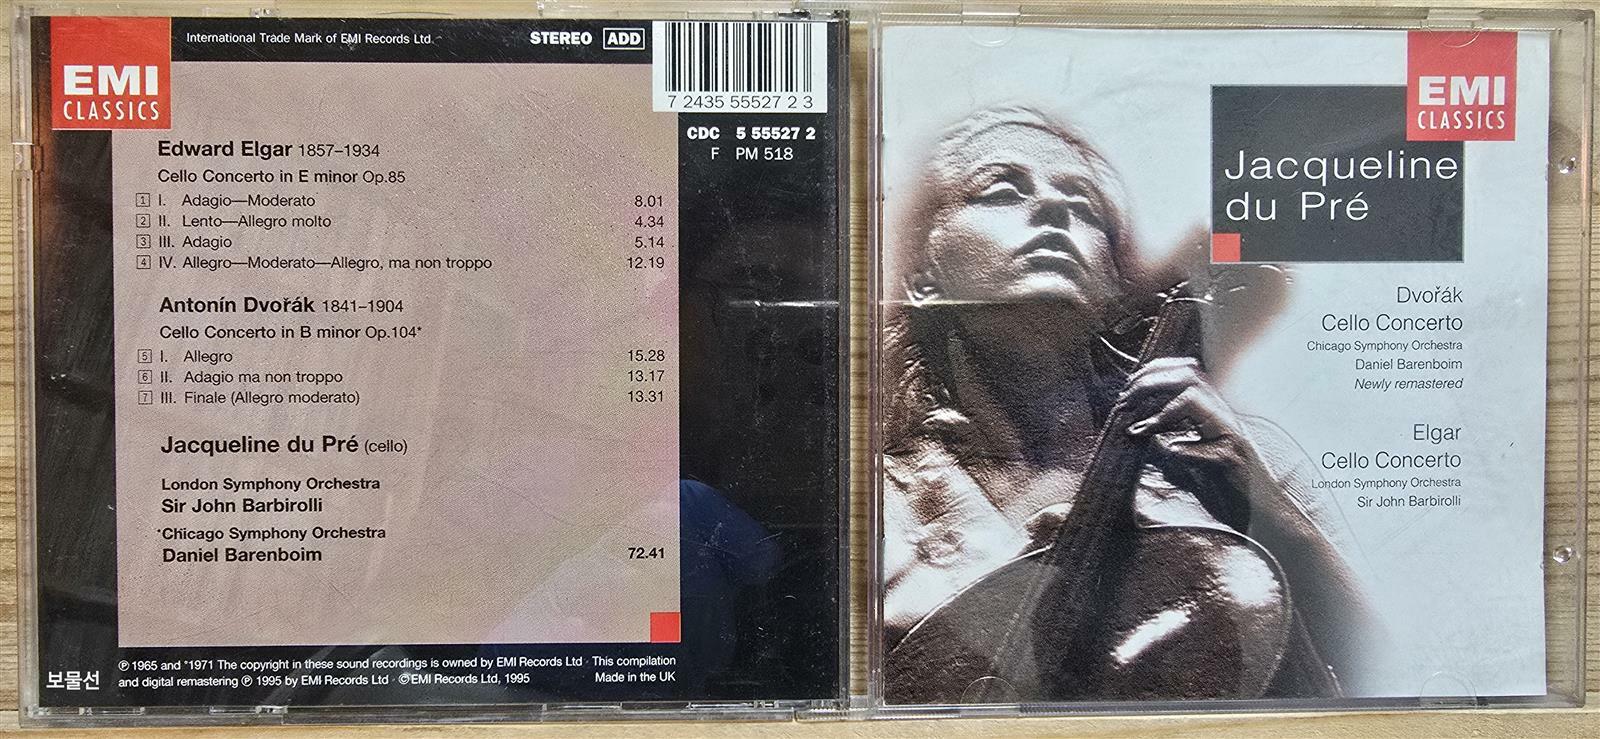 EMI
CLASSICS
International Trade Mark of EMI Records Ltd.
STEREO ADD
7 24355 55527 2 3
CDC 5 55527 2
F PM 518
Edward Elgar 1857–1934
Cello Concerto in E minor Op.85
1 I. Adagio—Moderato 8.01
2 II. Lento—Allegro molto 4.34
3 III. Adagio 5.14
4 IV. Allegro—Moderato—Allegro, ma non troppo 12.19
Antonín Dvořák 1841–1904
Cello Concerto in B minor Op.104*
5 I. Allegro 15.28
6 II. Adagio ma non troppo 13.17
7 III. Finale (Allegro moderato) 13.31
Jacqueline du Pré (cello)
London Symphony Orchestra
Sir John Barbirolli
*Chicago Symphony Orchestra
Daniel Barenboim 72.41
℗ 1965 and *1971 The copyright in these sound recordings is owned by EMI Records Ltd · This compilation
and digital remastering ℗ 1995 by EMI Records Ltd · © EMI Records Ltd, 1995 Made in the UK
보물선
EMI
CLASSICS
Jacqueline
du Pré
Dvořák
Cello Concerto
Chicago Symphony Orchestra
Daniel Barenboim
Newly remastered
Elgar
Cello Concerto
London Symphony Orchestra
Sir John Barbirolli